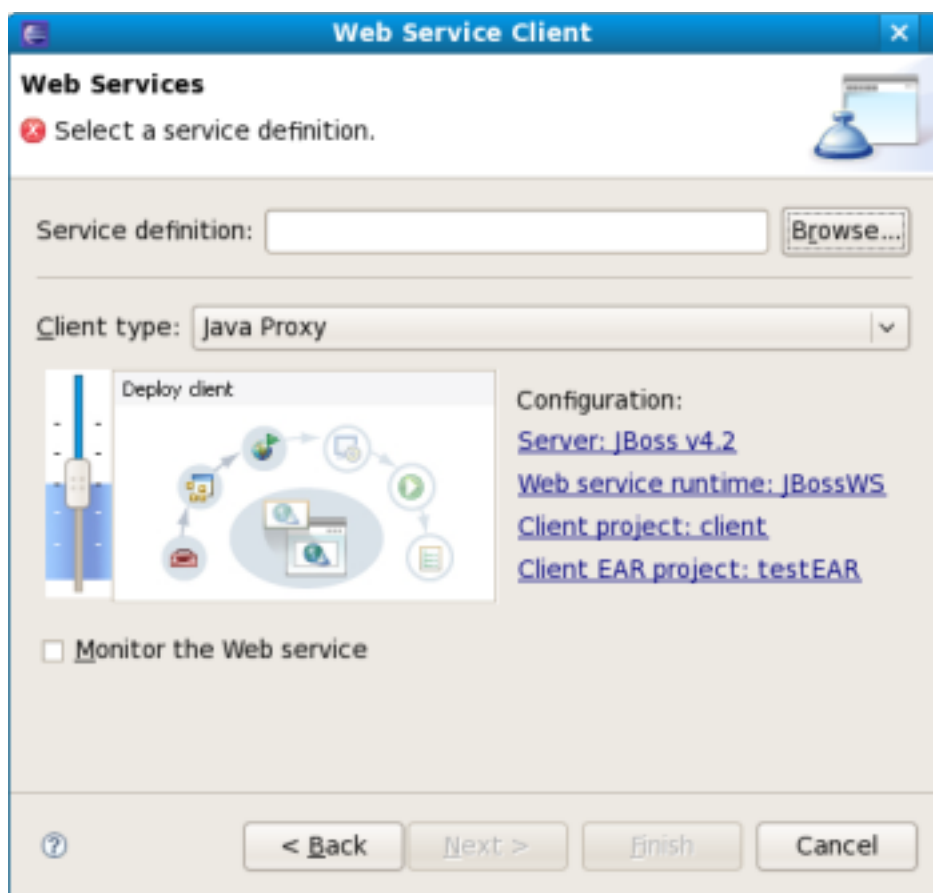 Web Service Client
Web Services
Select a service definition.
Service definition:
Browse...
Client type:
Java Proxy
Deploy client
Configuration:
Server: JBoss v4.2
Web service runtime: JBossWS
Client project: client
Client EAR project: testEAR
Monitor the Web service
?
< Back
Next >
Finish
Cancel